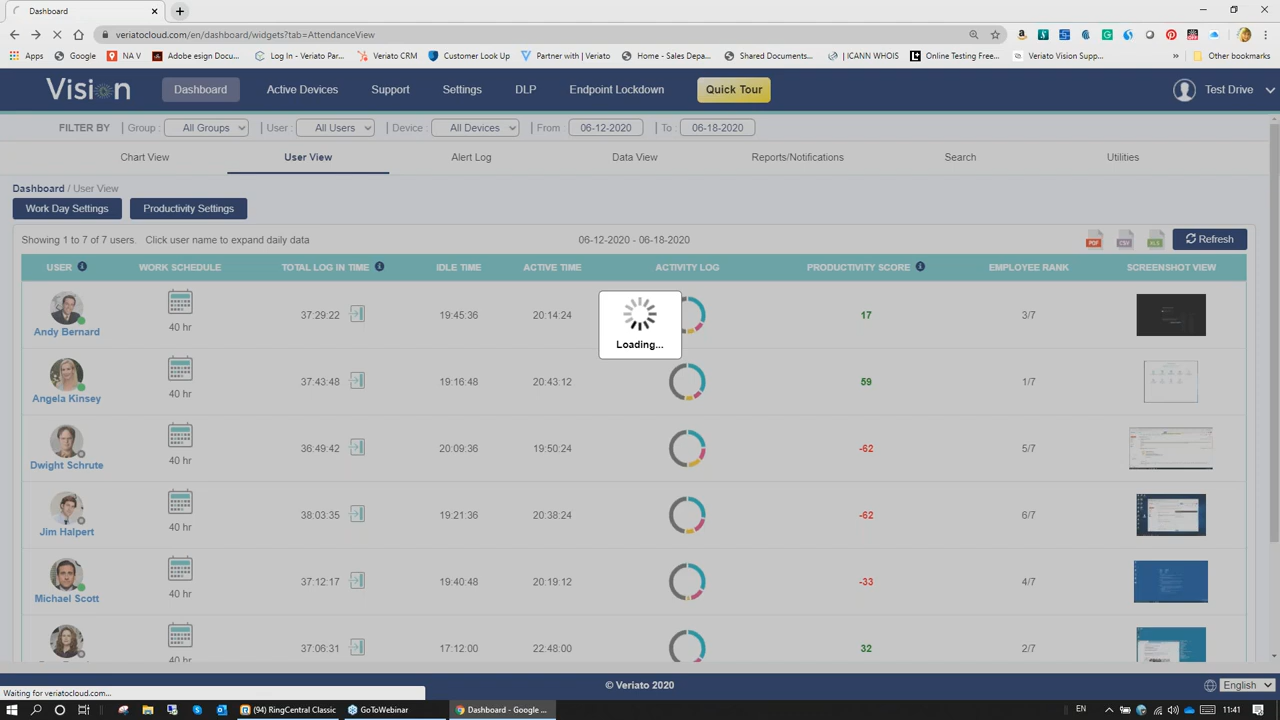 Dashboard
veriatocloud.com/en/dashboard/widgets?tab=AttendanceView
Apps Google NA V Adobe esign Dogn ... Log In - Veriato Par... Veriato CRM Customer Look Up Partner with | Veriato Home - Sales Depa... Shared Documents... | ICANN WHOIS Online Testing Free... Veriato Vision Supp... » Other bookmarks
Vision Dashboard Active Devices Support Settings DLP Endpoint Lockdown Quick Tour Test Drive
FILTER BY | Group : All Groups | User : All Users | Device : All Devices | From 06-12-2020 | To : 06-18-2020
Chart View User View Alert Log Data View Reports/Notifications Search Utilities
Dashboard / User View
Work Day Settings Productivity Settings
Showing 1 to 7 of 7 users. Click user name to expand daily data 06-12-2020 - 06-18-2020 PDF CSV XLS Refresh
USER WORK SCHEDULE TOTAL LOG IN TIME IDLE TIME ACTIVE TIME ACTIVITY LOG PRODUCTIVITY SCORE EMPLOYEE RANK SCREENSHOT VIEW
Andy Bernard 40 hr 37:29:22 19:45:36 20:14:24 17 3/7
Loading...
Angela Kinsey 40 hr 37:43:48 19:16:48 20:43:12 59 1/7
Dwight Schrute 40 hr 36:49:42 20:09:36 19:50:24 -62 5/7
Jim Halpert 40 hr 38:03:35 19:21:36 20:38:24 -62 6/7
Michael Scott 40 hr 37:12:17 19:40:48 20:19:12 -33 4/7
40 hr 37:06:31 17:12:00 22:48:00 32 2/7
© Veriato 2020 English
Waiting for veriatocloud.com...
(94) RingCentral Classic GoToWebinar Dashboard - Google ... EN 11:41